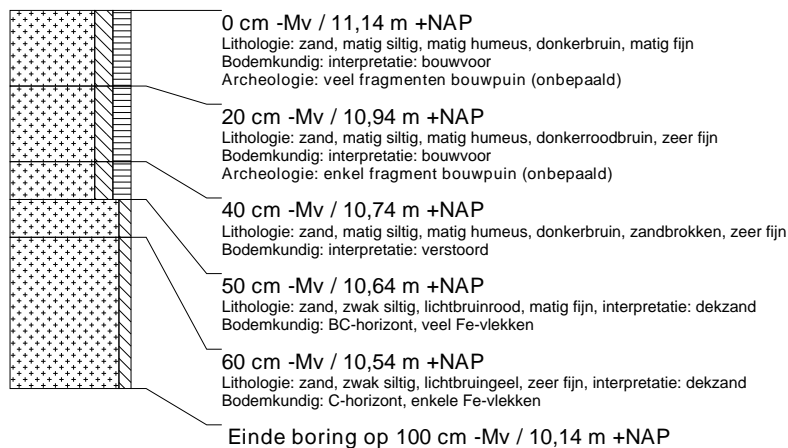 0 cm -Mv / 11,14 m +NAP
Lithologie: zand, matig siltig, matig humeus, donkerbruin, matig fijn
Bodemkundig: interpretatie: bouwvoor
Archeologie: veel fragmenten bouwpuin (onbepaald)
20 cm -Mv / 10,94 m +NAP
Lithologie: zand, matig siltig, matig humeus, donkerroodbruin, zeer fijn
Bodemkundig: interpretatie: bouwvoor
Archeologie: enkel fragment bouwpuin (onbepaald)
40 cm -Mv / 10,74 m +NAP
Lithologie: zand, matig siltig, matig humeus, donkerbruin, zandbrokken, zeer fijn
Bodemkundig: interpretatie: verstoord
50 cm -Mv / 10,64 m +NAP
Lithologie: zand, zwak siltig, lichtbruinrood, matig fijn, interpretatie: dekzand
Bodemkundig: BC-horizont, veel Fe-vlekken
60 cm -Mv / 10,54 m +NAP
Lithologie: zand, zwak siltig, lichtbruingeel, zeer fijn, interpretatie: dekzand
Bodemkundig: C-horizont, enkele Fe-vlekken
Einde boring op 100 cm -Mv / 10,14 m +NAP